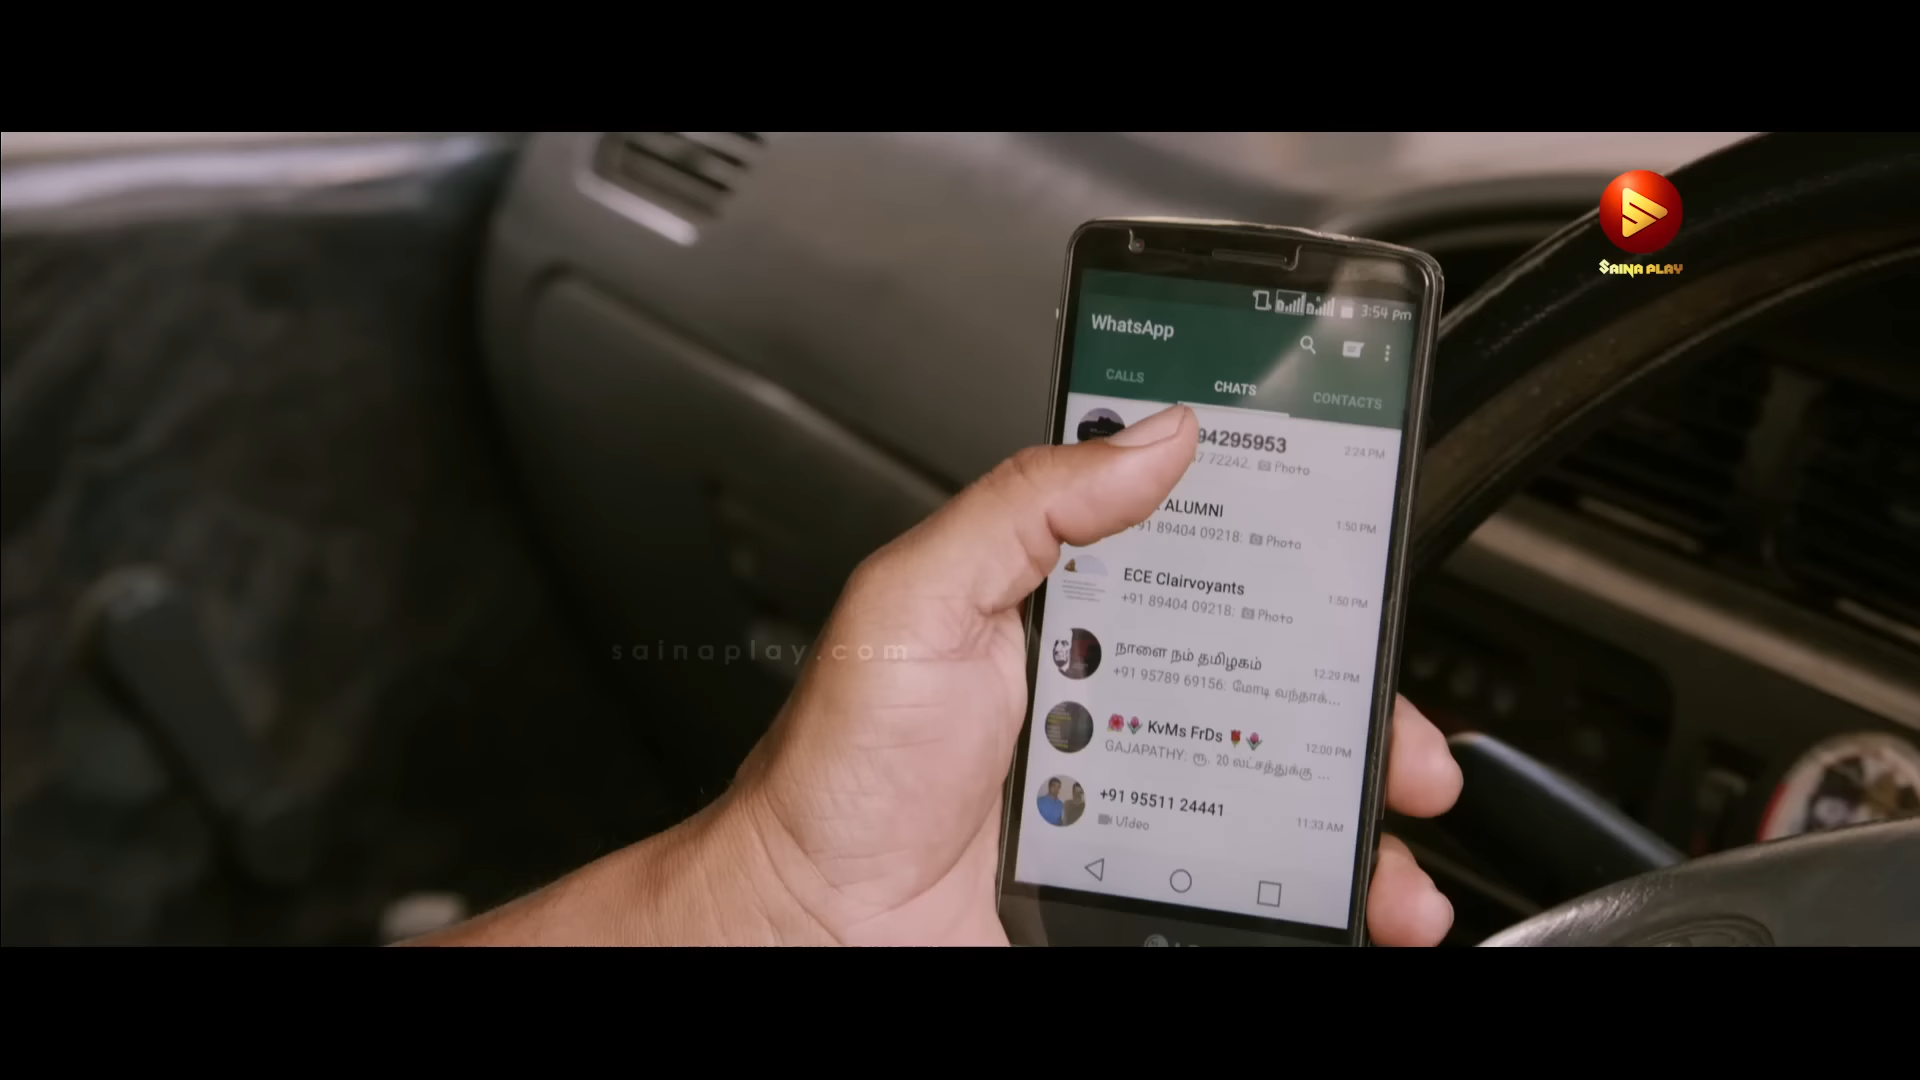 SAINA PLAY
3:54 PM
WhatsApp
CALLS CHATS CONTACTS
94295953 2:24 PM
72242: Photo
ALUMNI 1:50 PM
+91 89404 09218: Photo
ECE Clairvoyants 1:50 PM
+91 89404 09218: Photo
நாளை நம் தமிழகம் 12:29 PM
+91 95789 69156: மோடி வந்தாக்...
KvMs FrDs 12:00 PM
GAJAPATHY: ரூ. 20 லட்சத்துக்கு ...
+91 95511 24441 11:33 AM
Video
sainaplay.com